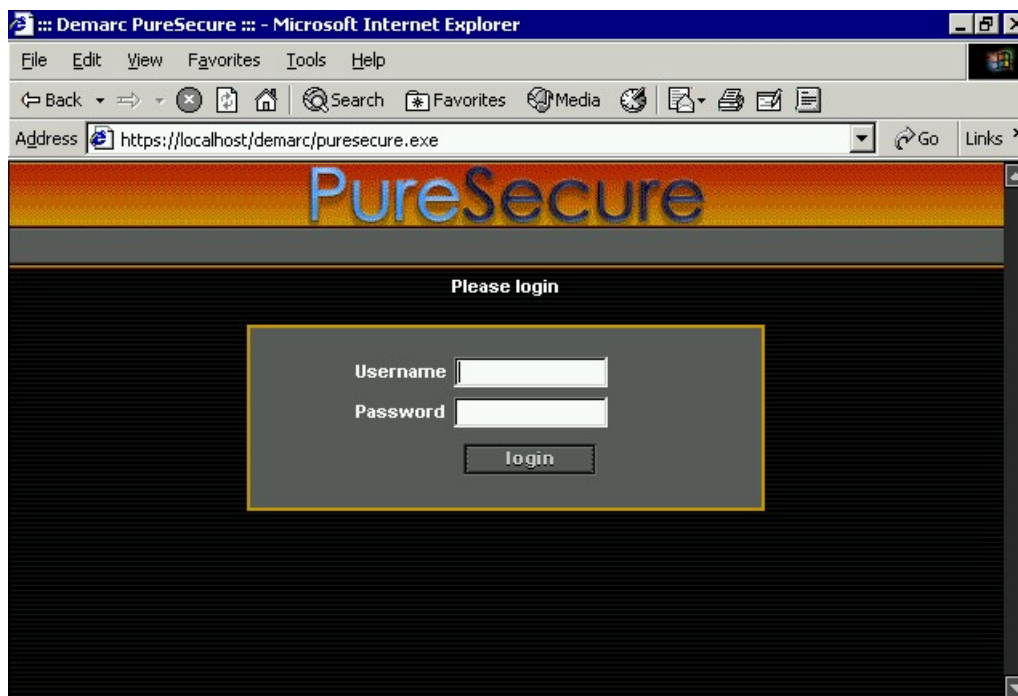 ::: Demarc PureSecure ::: - Microsoft Internet Explorer
File Edit View Favorites Tools Help
Back Search Favorites Media
Address https://localhost/demarc/puresecure.exe Go Links
PureSecure
Please login
Username
Password
login